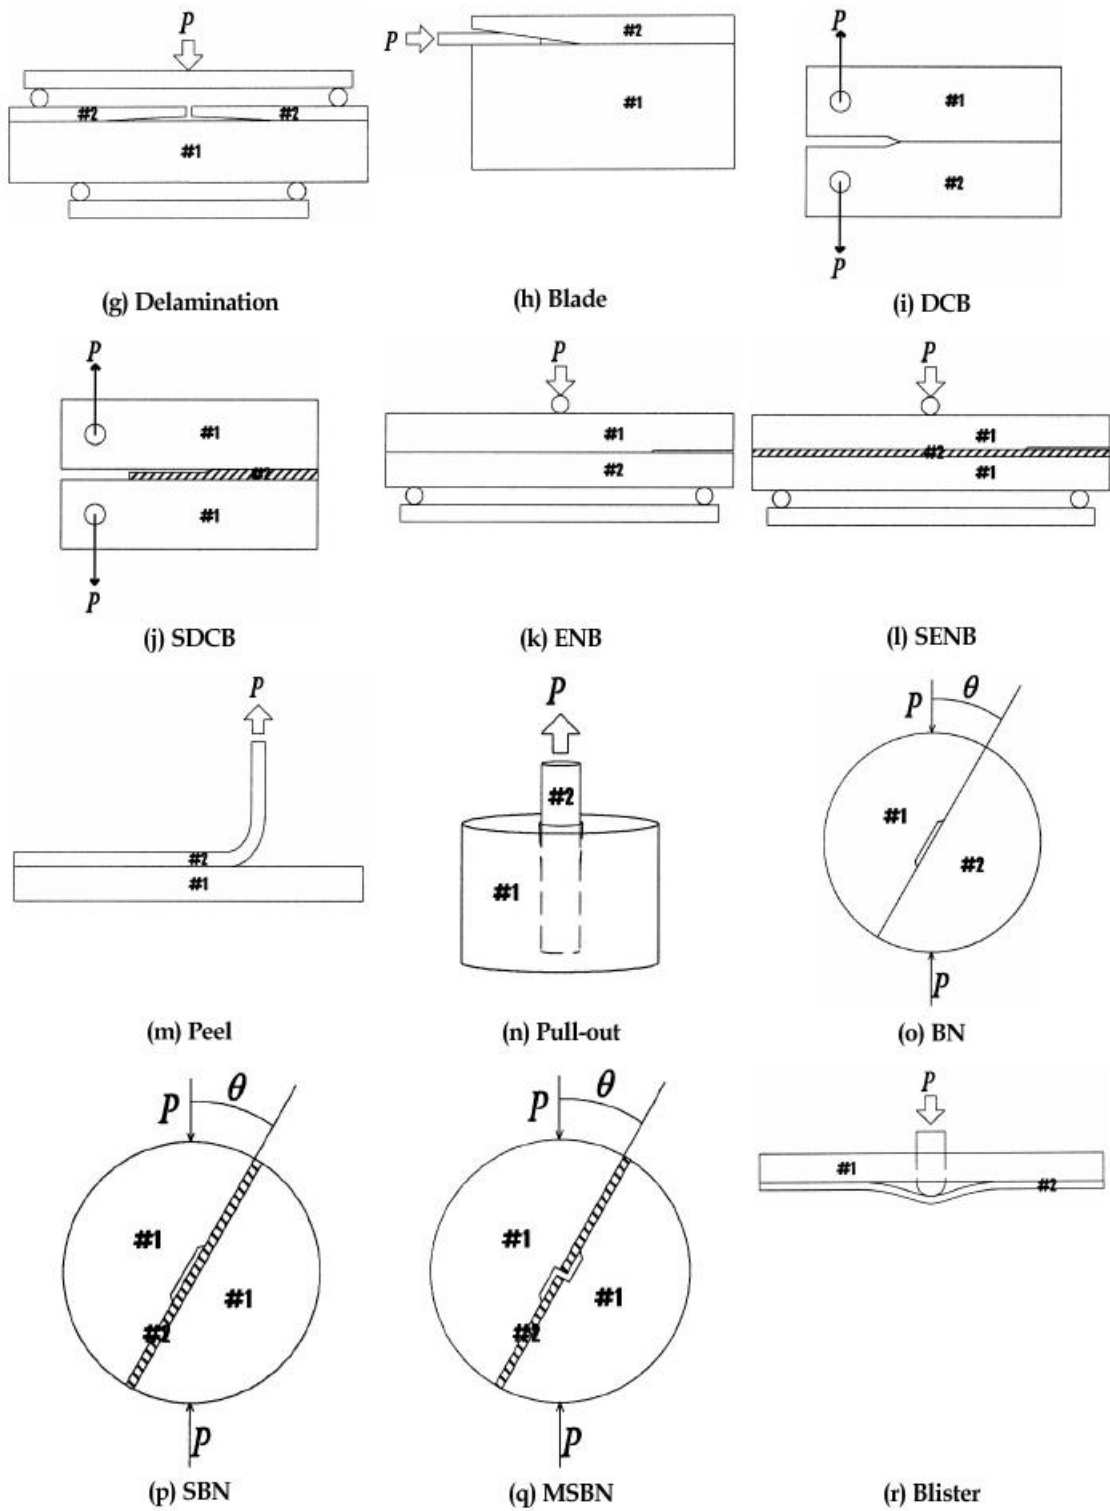 P
#2 #2
#1
(g) Delamination
P
#2
#1
(h) Blade
P
#1
#2
P
(i) DCB
P
#1
#2
#1
P
(j) SDCB
P
#1
#2
(k) ENB
P
#1
#2
#1
(l) SENB
P
#2
#1
(m) Peel
P
#2
#1
(n) Pull-out
P θ
#1
#2
P
(o) BN
P θ
#1
#1
#2
P
(p) SBN
P θ
#1
#1
#2
P
(q) MSBN
P
#1
#2
(r) Blister